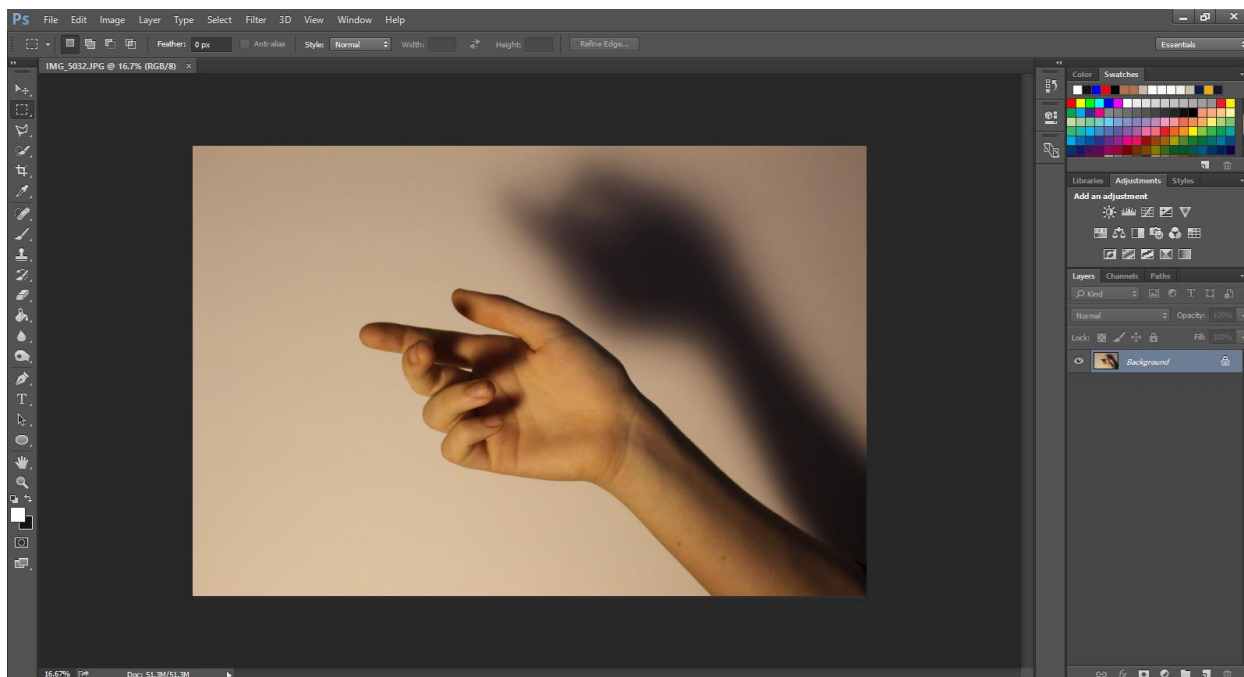 Ps File Edit Image Layer Type Select Filter 3D View Window Help
Feather: 0 px Anti-alias Style: Normal Width: Height: Refine Edge... Essentials
IMG_5032.JPG @ 16.7% (RGB/8) ×
Color Swatches
Libraries Adjustments Styles
Add an adjustment
Layers Channels Paths
Kind
Normal Opacity: 100%
Lock: Fill: 100%
Background
16.67% Doc: 51.3M/51.3M